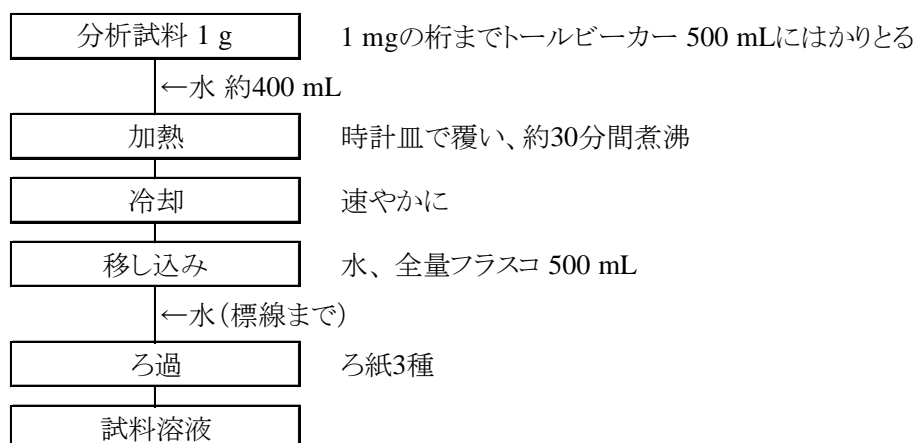 分析試料 1 g　1 mgの桁までトールビーカー 500 mLにはかりとる
←水 約400 mL
加熱　時計皿で覆い、約30分間煮沸
冷却　速やかに
移し込み　水、全量フラスコ 500 mL
←水（標線まで）
ろ過　ろ紙3種
試料溶液